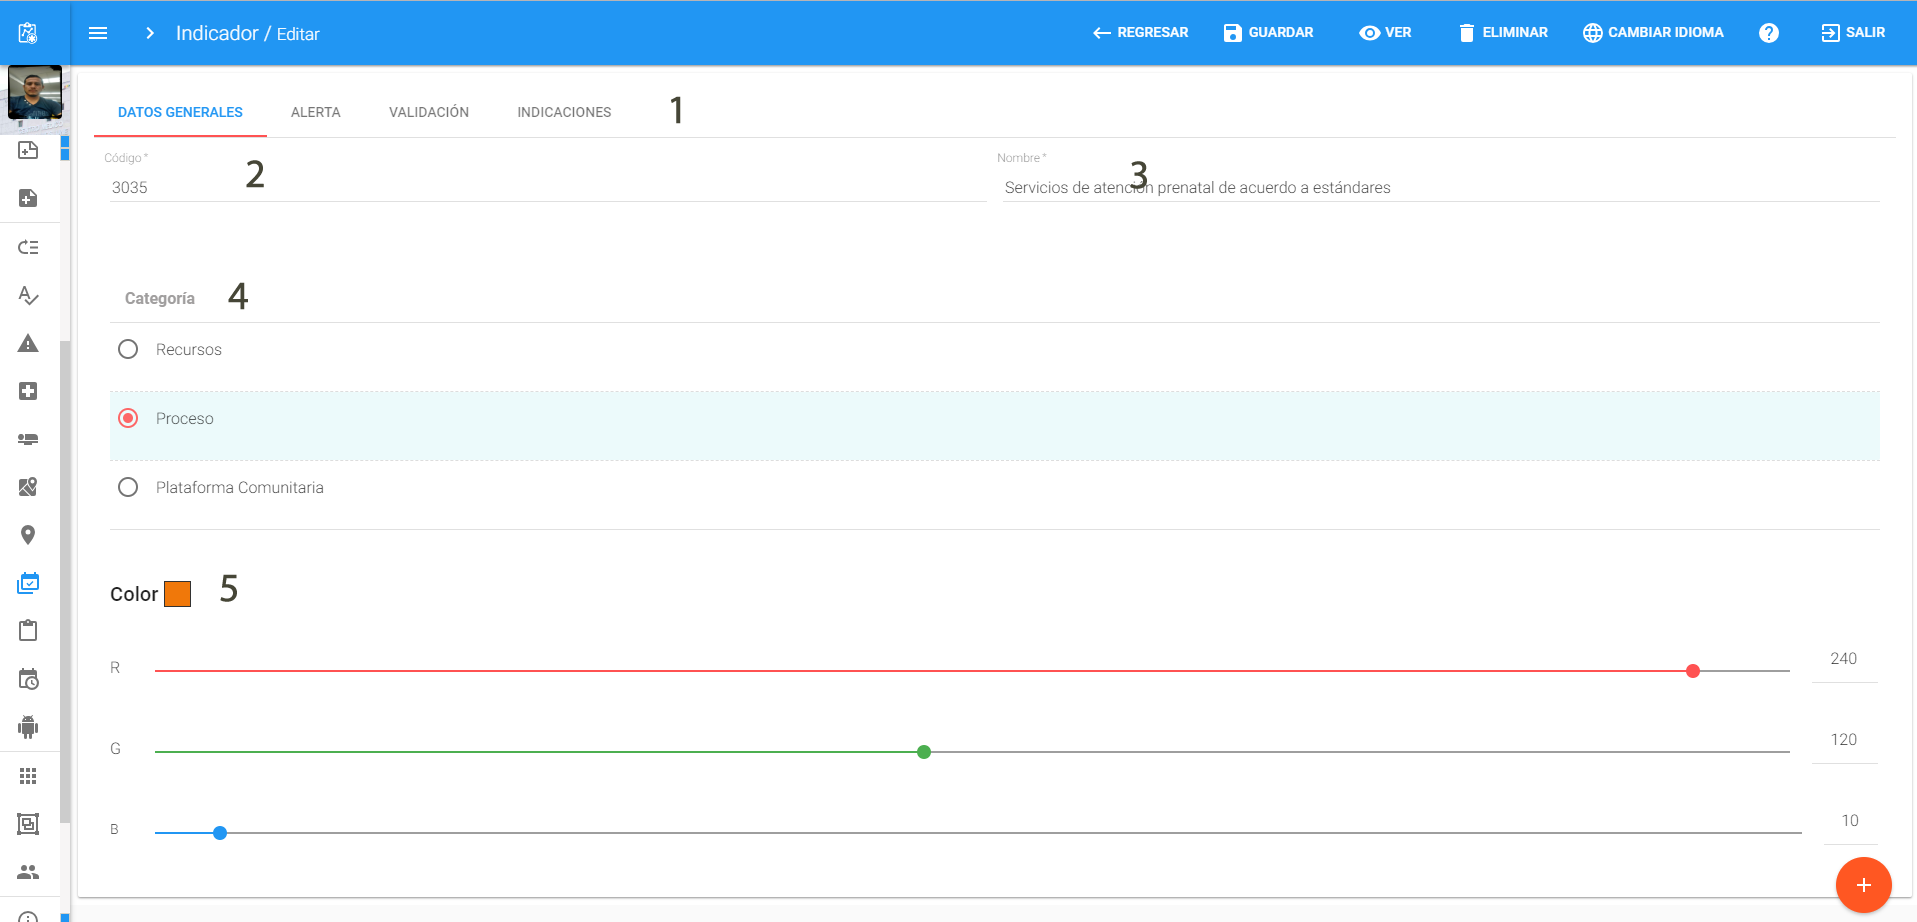 Indicador / Editar
REGRESAR GUARDAR VER ELIMINAR CAMBIAR IDIOMA ? SALIR
DATOS GENERALES ALERTA VALIDACIÓN INDICACIONES 1
Código * 2 Nombre * 3
3035 Servicios de atención prenatal de acuerdo a estándares
Categoría 4
Recursos
Proceso
Plataforma Comunitaria
Color 5
R 240
G 120
B 10